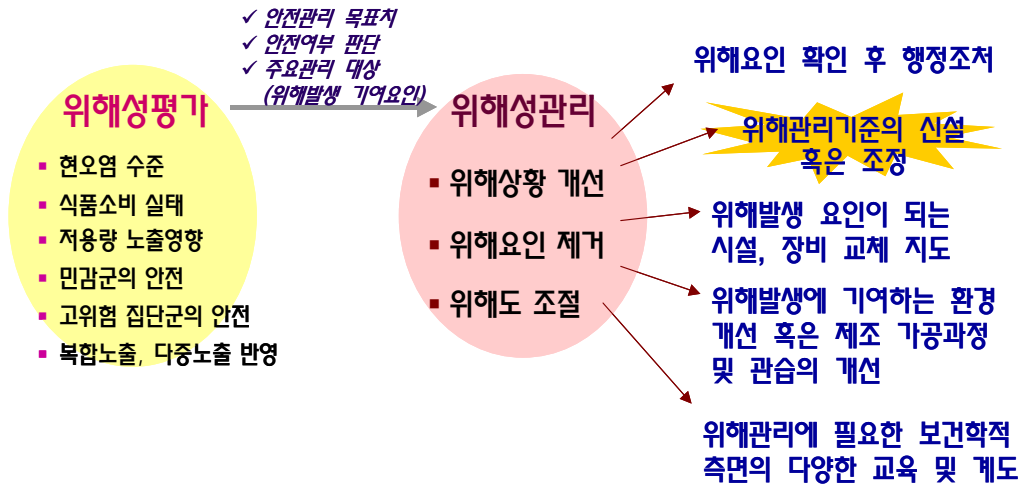 ✓ 안전관리 목표치
✓ 안전여부 판단
✓ 주요관리 대상
(위해발생 기여요인)
위해성평가
▪ 현오염 수준
▪ 식품소비 실태
▪ 저용량 노출영향
▪ 민감군의 안전
▪ 고위험 집단군의 안전
▪ 복합노출, 다중노출 반영
위해성관리
▪ 위해상황 개선
▪ 위해요인 제거
▪ 위해도 조절
위해요인 확인 후 행정조처
위해관리기준의 신설
혹은 조정
위해발생 요인이 되는
시설, 장비 교체 지도
위해발생에 기여하는 환경
개선 혹은 제조 가공과정
및 관습의 개선
위해관리에 필요한 보건학적
측면의 다양한 교육 및 계도